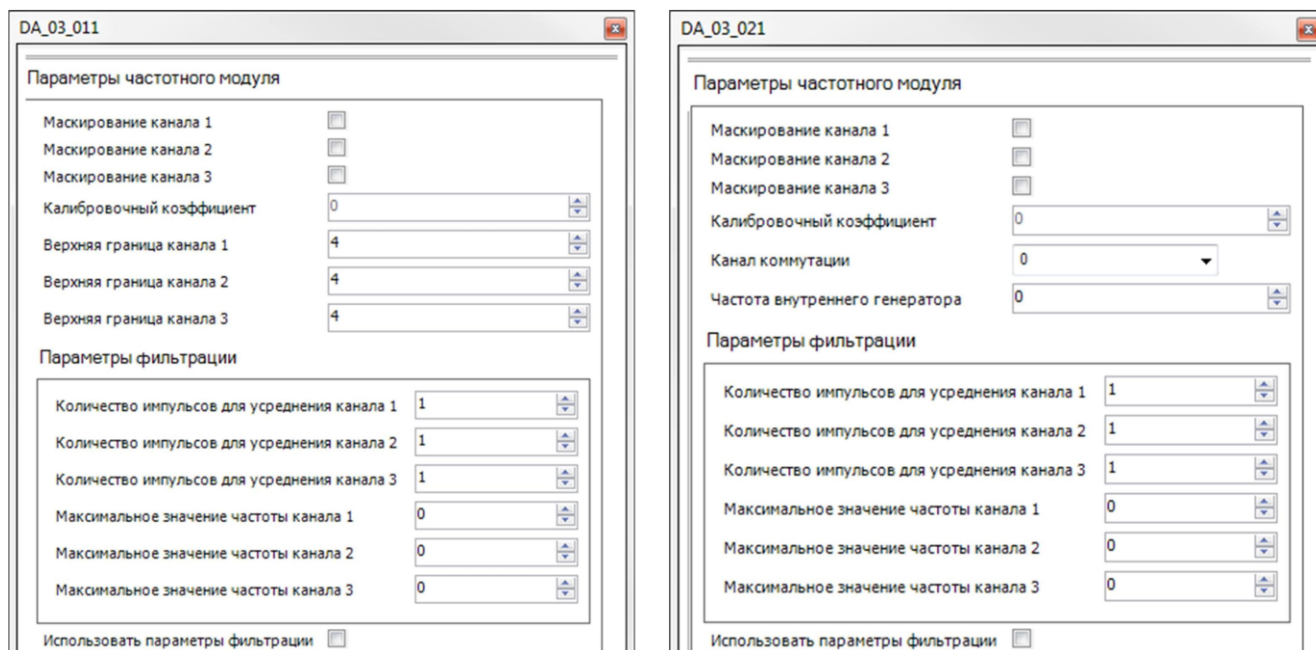 DA_03_011
Параметры частотного модуля
Маскирование канала 1
Маскирование канала 2
Маскирование канала 3
Калибровочный коэффициент 0
Верхняя граница канала 1 4
Верхняя граница канала 2 4
Верхняя граница канала 3 4
Параметры фильтрации
Количество импульсов для усреднения канала 1 1
Количество импульсов для усреднения канала 2 1
Количество импульсов для усреднения канала 3 1
Максимальное значение частоты канала 1 0
Максимальное значение частоты канала 2 0
Максимальное значение частоты канала 3 0
Использовать параметры фильтрации
DA_03_021
Параметры частотного модуля
Маскирование канала 1
Маскирование канала 2
Маскирование канала 3
Калибровочный коэффициент 0
Канал коммутации 0
Частота внутреннего генератора 0
Параметры фильтрации
Количество импульсов для усреднения канала 1 1
Количество импульсов для усреднения канала 2 1
Количество импульсов для усреднения канала 3 1
Максимальное значение частоты канала 1 0
Максимальное значение частоты канала 2 0
Максимальное значение частоты канала 3 0
Использовать параметры фильтрации